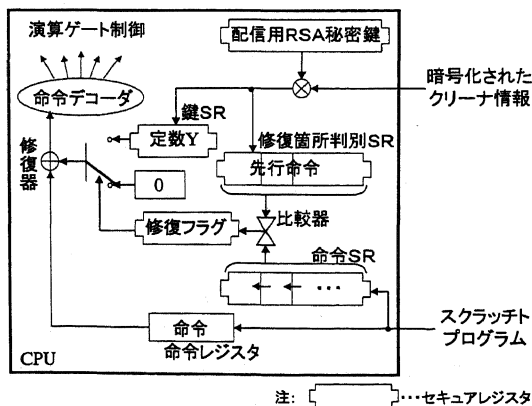 演算ゲート制御
配信用RSA秘密鍵
暗号化された
クリーナ情報
命令デコーダ
鍵SR
定数Y
修復箇所判別SR
先行命令
修復器
0
修復フラグ
比較器
命令SR
…
命令
命令レジスタ
スクラッチト
プログラム
CPU
注: …セキュアレジスタ